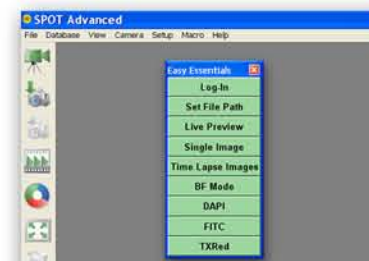 SPOT Advanced
File Database View Camera Setup Macro Help
Easy Essentials
Log-In
Set File Path
Live Preview
Single Image
Time Lapse Images
BF Mode
DAPI
FITC
TXRed